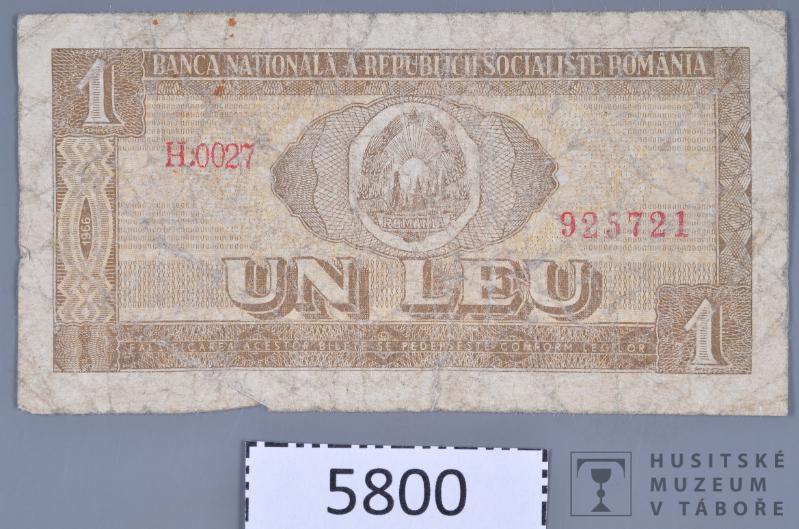 1 BANCA NATIONALĂ A REPUBLICII SOCIALISTE ROMÂNIA
H.0027
ROMÂNIA
925721
1966
UN LEU
1
FALSIFICAREA ACESTOR BILETE SE PEDEPSEȘTE CONFORM LEGILOR
5800
HUSITSKÉ
MUZEUM
V TÁBOŘE